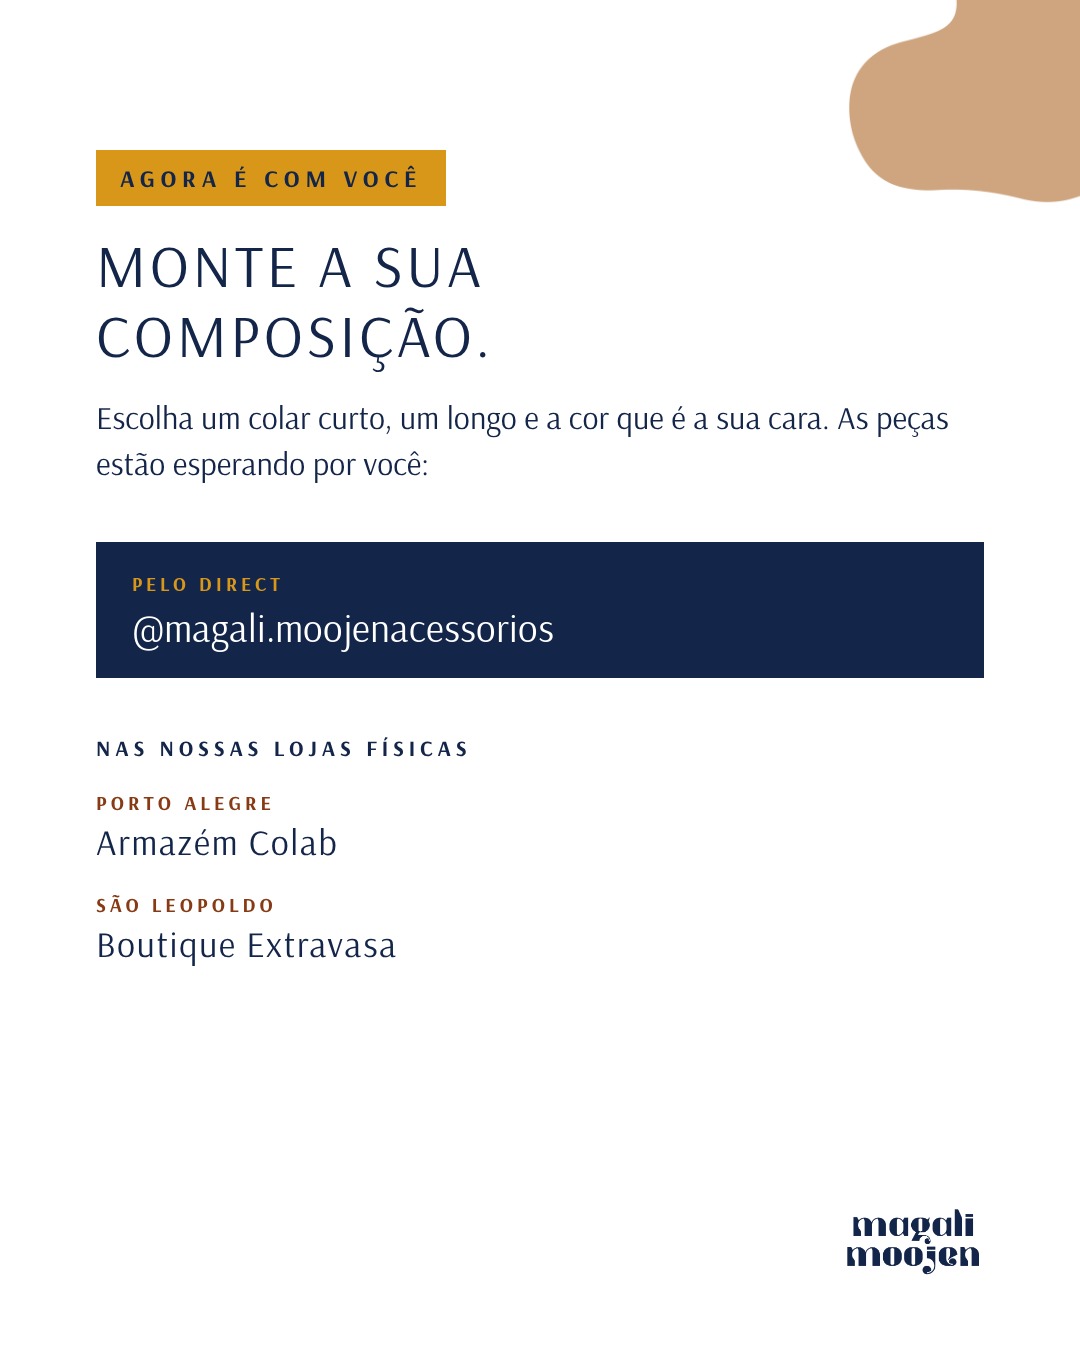 AGORA É COM VOCÊ
MONTE A SUA
COMPOSIÇÃO.
Escolha um colar curto, um longo e a cor que é a sua cara. As peças
estão esperando por você:
PELO DIRECT
@magali.moojenacessorios
NAS NOSSAS LOJAS FÍSICAS
PORTO ALEGRE
Armazém Colab
SÃO LEOPOLDO
Boutique Extravasa
magali
moojen